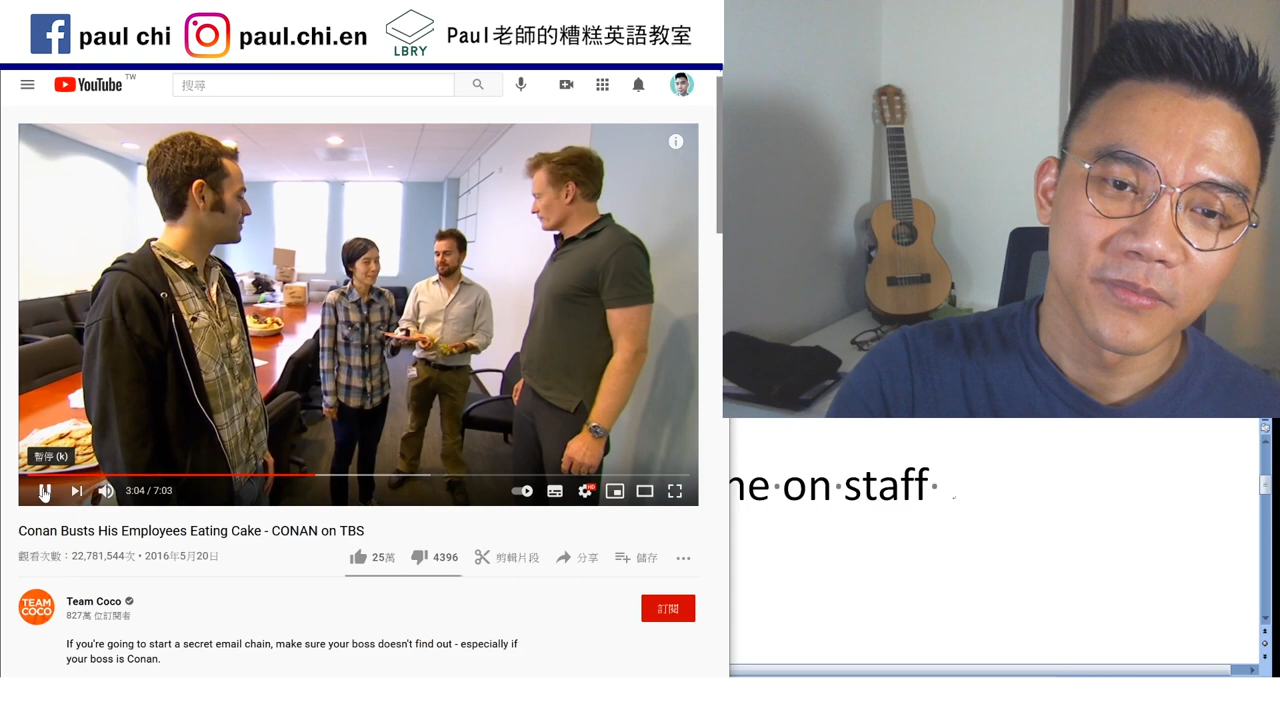 paul chi
paul.chi.en
LBRY
Paul老師的糟糕英語教室
YouTube TW
搜尋
暫停 (k)
3:04 / 7:03
HD
Conan Busts His Employees Eating Cake - CONAN on TBS
觀看次數：22,781,544次 • 2016年5月20日
25萬
4396
剪輯片段
分享
儲存
TEAM COCO
Team Coco
827萬 位訂閱者
訂閱
If you're going to start a secret email chain, make sure your boss doesn't find out - especially if
your boss is Conan.
ne·on·staff·